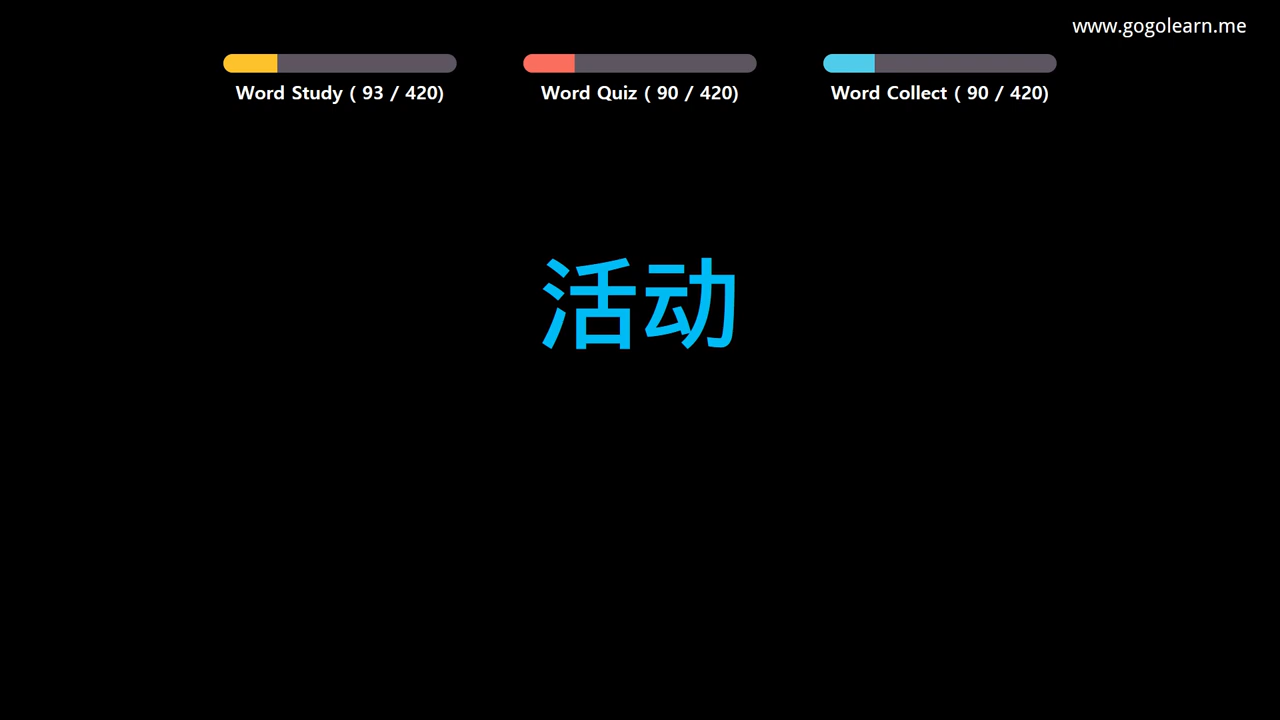 www.gogolearn.me
Word Study ( 93 / 420)
Word Quiz ( 90 / 420)
Word Collect ( 90 / 420)
活动